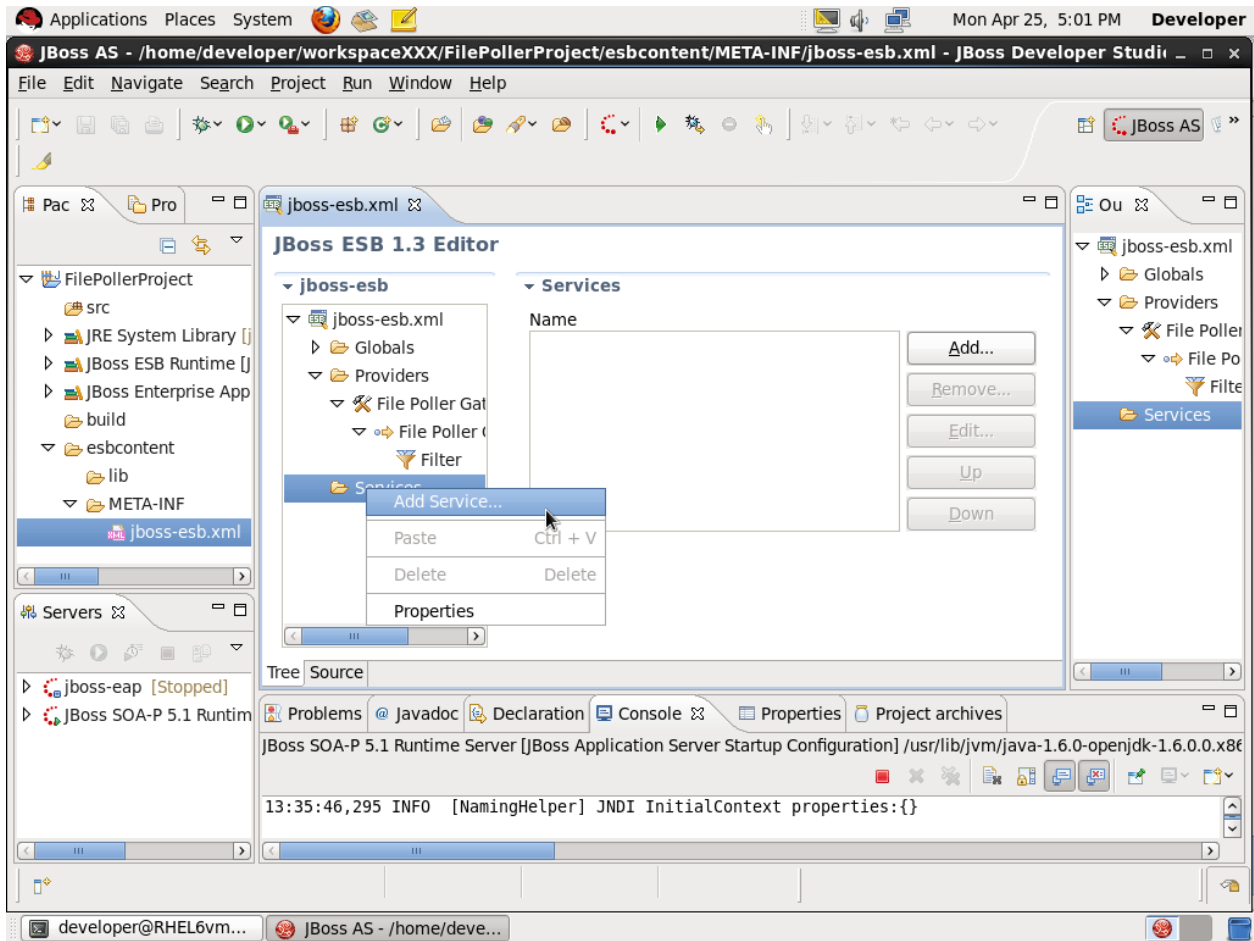 Applications Places System Mon Apr 25, 5:01 PM Developer
JBoss AS - /home/developer/workspaceXXX/FilePollerProject/esbcontent/META-INF/jboss-esb.xml - JBoss Developer Studi
File Edit Navigate Search Project Run Window Help
JBoss AS
Pac
Pro
FilePollerProject
src
JRE System Library [j
JBoss ESB Runtime [J
JBoss Enterprise App
build
esbcontent
lib
META-INF
jboss-esb.xml
Servers
jboss-eap [Stopped]
JBoss SOA-P 5.1 Runtim
jboss-esb.xml
JBoss ESB 1.3 Editor
jboss-esb
jboss-esb.xml
Globals
Providers
File Poller Gat
File Poller
Filter
Services
Add Service...
Paste Ctrl + V
Delete Delete
Properties
Services
Name
Add...
Remove...
Edit...
Up
Down
Tree Source
Ou
jboss-esb.xml
Globals
Providers
File Poller
File Po
Filte
Services
Problems @ Javadoc Declaration Console Properties Project archives
JBoss SOA-P 5.1 Runtime Server [JBoss Application Server Startup Configuration] /usr/lib/jvm/java-1.6.0-openjdk-1.6.0.0.x86
13:35:46,295 INFO [NamingHelper] JNDI InitialContext properties:{}
developer@RHEL6vm... JBoss AS - /home/deve...